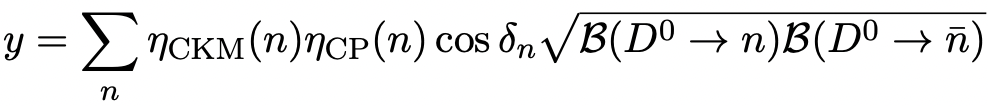 $y = \sum_{n} \eta_{\mathrm{CKM}}(n) \eta_{\mathrm{CP}}(n) \cos \delta_n \sqrt{\mathcal{B}(D^0 \to n) \mathcal{B}(D^0 \to \bar{n})}$